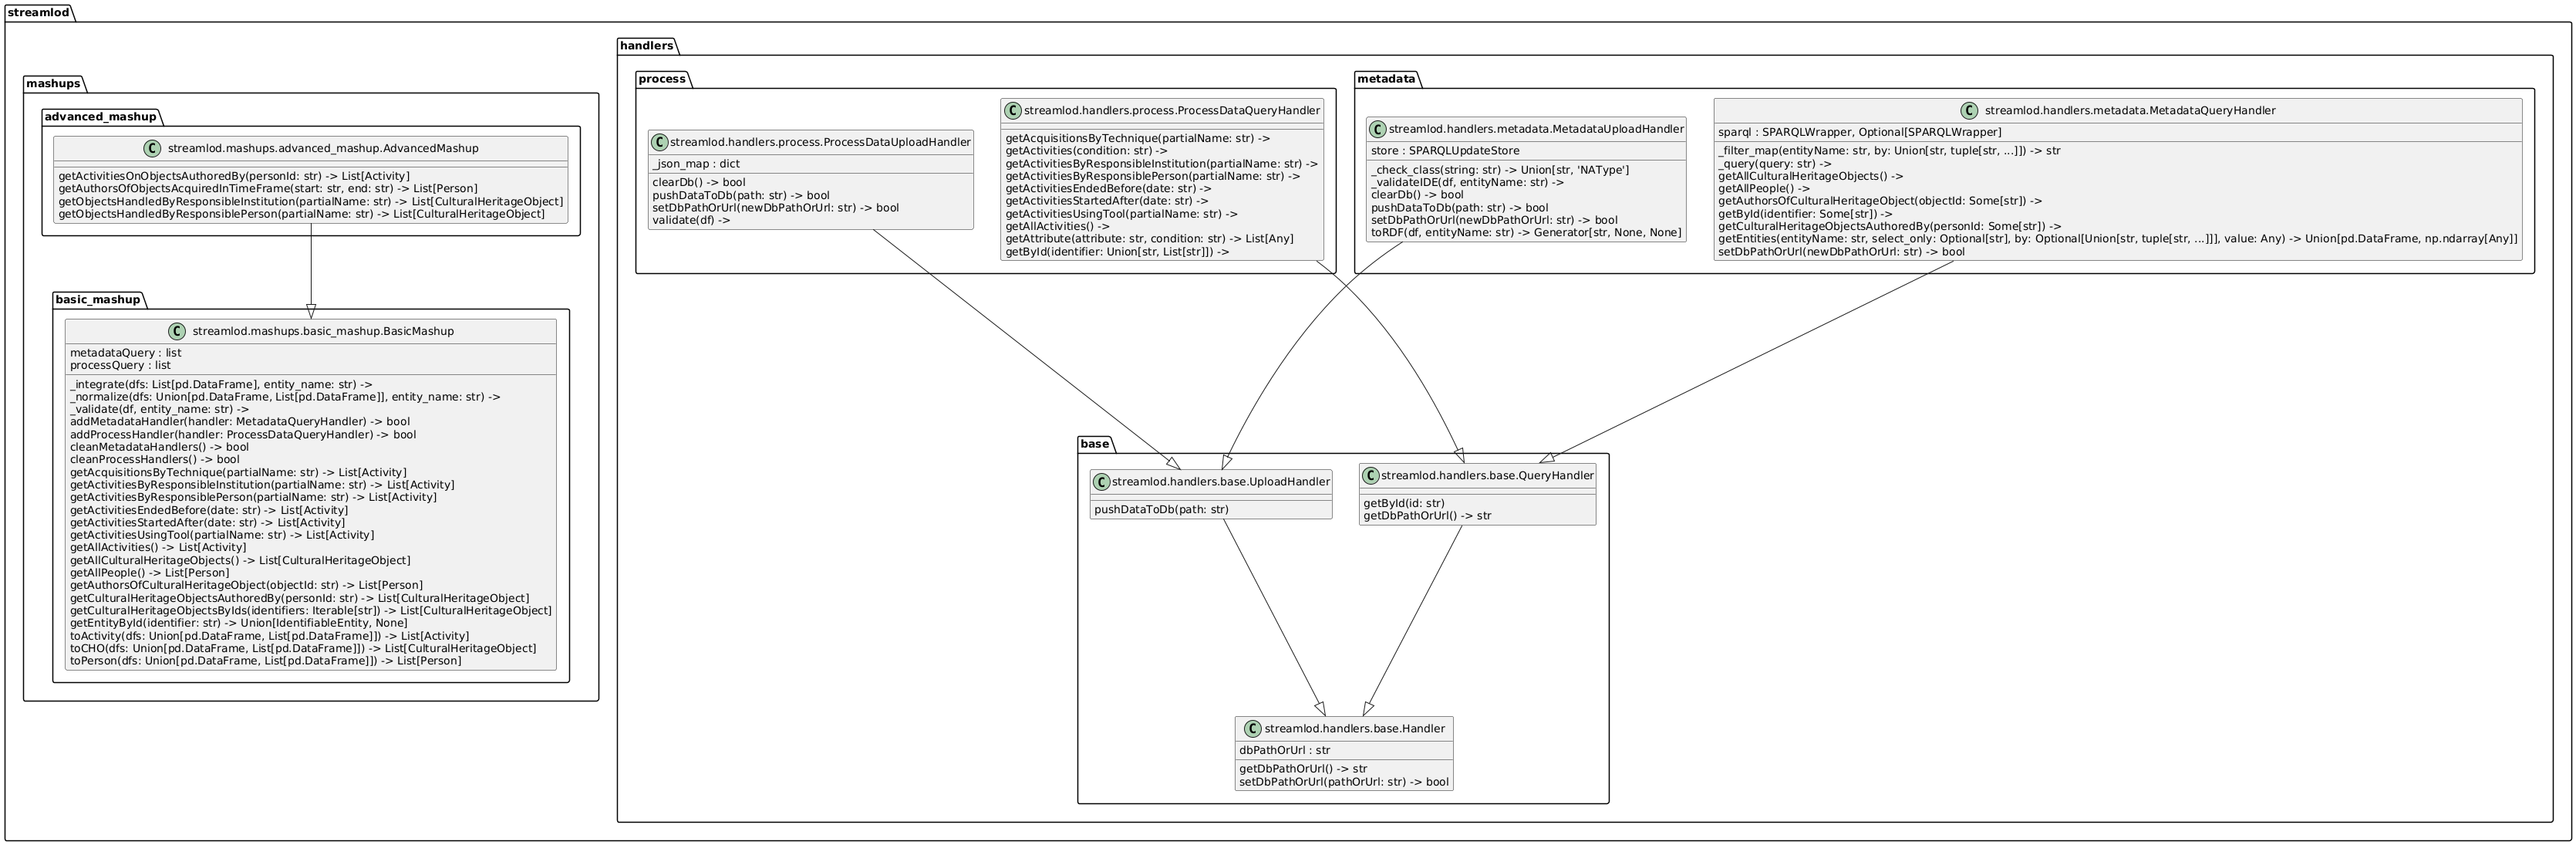 streamlod
mashups
advanced_mashup
C streamlod.mashups.advanced_mashup.AdvancedMashup
getActivitiesOnObjectsAuthoredBy(personId: str) -> List[Activity]
getAuthorsOfObjectsAcquiredInTimeFrame(start: str, end: str) -> List[Person]
getObjectsHandledByResponsibleInstitution(partialName: str) -> List[CulturalHeritageObject]
getObjectsHandledByResponsiblePerson(partialName: str) -> List[CulturalHeritageObject]
basic_mashup
C streamlod.mashups.basic_mashup.BasicMashup
metadataQuery : list
processQuery : list
_integrate(dfs: List[pd.DataFrame], entity_name: str) ->
_normalize(dfs: Union[pd.DataFrame, List[pd.DataFrame]], entity_name: str) ->
_validate(df, entity_name: str) ->
addMetadataHandler(handler: MetadataQueryHandler) -> bool
addProcessHandler(handler: ProcessDataQueryHandler) -> bool
cleanMetadataHandlers() -> bool
cleanProcessHandlers() -> bool
getAcquisitionsByTechnique(partialName: str) -> List[Activity]
getActivitiesByResponsibleInstitution(partialName: str) -> List[Activity]
getActivitiesByResponsiblePerson(partialName: str) -> List[Activity]
getActivitiesEndedBefore(date: str) -> List[Activity]
getActivitiesStartedAfter(date: str) -> List[Activity]
getActivitiesUsingTool(partialName: str) -> List[Activity]
getAllActivities() -> List[Activity]
getAllCulturalHeritageObjects() -> List[CulturalHeritageObject]
getAllPeople() -> List[Person]
getAuthorsOfCulturalHeritageObject(objectId: str) -> List[Person]
getCulturalHeritageObjectsAuthoredBy(personId: str) -> List[CulturalHeritageObject]
getCulturalHeritageObjectsByIds(identifiers: Iterable[str]) -> List[CulturalHeritageObject]
getEntityById(identifier: str) -> Union[IdentifiableEntity, None]
toActivity(dfs: Union[pd.DataFrame, List[pd.DataFrame]]) -> List[Activity]
toCHO(dfs: Union[pd.DataFrame, List[pd.DataFrame]]) -> List[CulturalHeritageObject]
toPerson(dfs: Union[pd.DataFrame, List[pd.DataFrame]]) -> List[Person]
handlers
process
C streamlod.handlers.process.ProcessDataUploadHandler
_json_map : dict
clearDb() -> bool
pushDataToDb(path: str) -> bool
setDbPathOrUrl(newDbPathOrUrl: str) -> bool
validate(df) ->
C streamlod.handlers.process.ProcessDataQueryHandler
getAcquisitionsByTechnique(partialName: str) ->
getActivities(condition: str) ->
getActivitiesByResponsibleInstitution(partialName: str) ->
getActivitiesByResponsiblePerson(partialName: str) ->
getActivitiesEndedBefore(date: str) ->
getActivitiesStartedAfter(date: str) ->
getActivitiesUsingTool(partialName: str) ->
getAllActivities() ->
getAttribute(attribute: str, condition: str) -> List[Any]
getById(identifier: Union[str, List[str]]) ->
metadata
C streamlod.handlers.metadata.MetadataUploadHandler
store : SPARQLUpdateStore
_check_class(string: str) -> Union[str, 'NAType']
_validateIDE(df, entityName: str) ->
clearDb() -> bool
pushDataToDb(path: str) -> bool
setDbPathOrUrl(newDbPathOrUrl: str) -> bool
toRDF(df, entityName: str) -> Generator[str, None, None]
C streamlod.handlers.metadata.MetadataQueryHandler
sparql : SPARQLWrapper, Optional[SPARQLWrapper]
_filter_map(entityName: str, by: Union[str, tuple[str, ...]]) -> str
_query(query: str) ->
getAllCulturalHeritageObjects() ->
getAllPeople() ->
getAuthorsOfCulturalHeritageObject(objectId: Some[str]) ->
getById(identifier: Some[str]) ->
getCulturalHeritageObjectsAuthoredBy(personId: Some[str]) ->
getEntities(entityName: str, select_only: Optional[str], by: Optional[Union[str, tuple[str, ...]]], value: Any) -> Union[pd.DataFrame, np.ndarray[Any]]
setDbPathOrUrl(newDbPathOrUrl: str) -> bool
base
C streamlod.handlers.base.UploadHandler
pushDataToDb(path: str)
C streamlod.handlers.base.QueryHandler
getById(id: str)
getDbPathOrUrl() -> str
C streamlod.handlers.base.Handler
dbPathOrUrl : str
getDbPathOrUrl() -> str
setDbPathOrUrl(pathOrUrl: str) -> bool